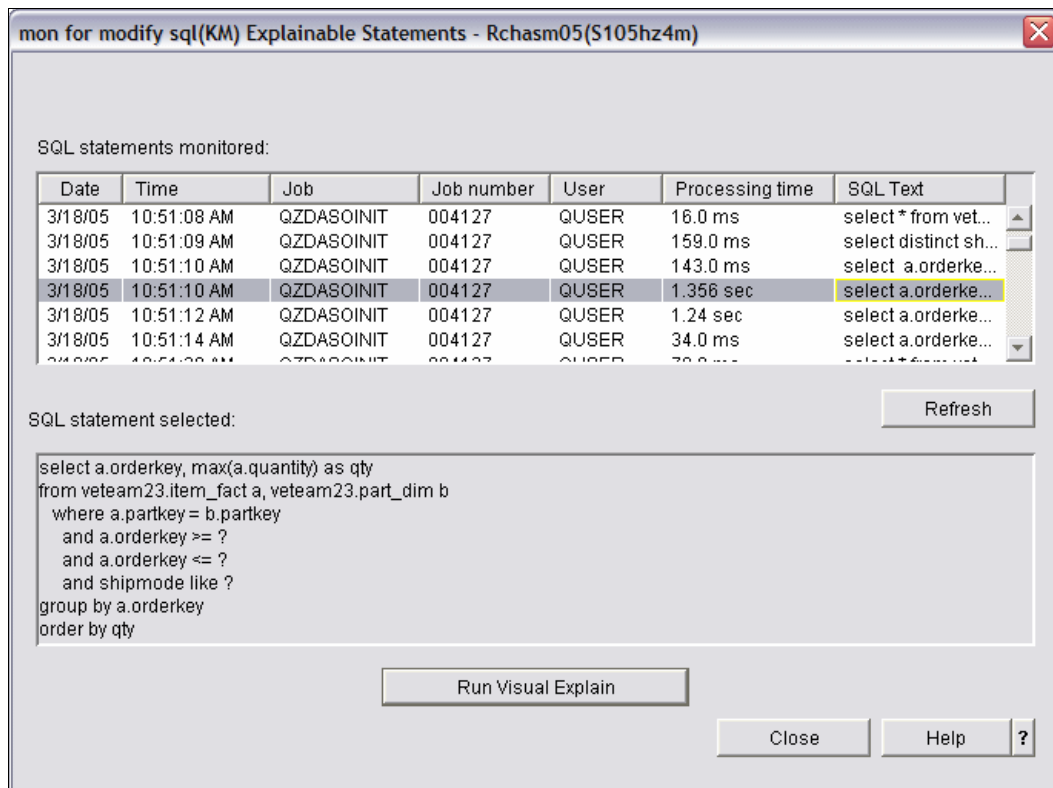 mon for modify sql(KM) Explainable Statements - Rchasm05(S105hz4m)
SQL statements monitored:
Date Time Job Job number User Processing time SQL Text
3/18/05 10:51:08 AM QZDASOINIT 004127 QUSER 16.0 ms select * from vet...
3/18/05 10:51:09 AM QZDASOINIT 004127 QUSER 159.0 ms select distinct sh...
3/18/05 10:51:10 AM QZDASOINIT 004127 QUSER 143.0 ms select a.orderke...
3/18/05 10:51:10 AM QZDASOINIT 004127 QUSER 1.356 sec select a.orderke...
3/18/05 10:51:12 AM QZDASOINIT 004127 QUSER 1.24 sec select a.orderke...
3/18/05 10:51:14 AM QZDASOINIT 004127 QUSER 34.0 ms select a.orderke...
Refresh
SQL statement selected:
select a.orderkey, max(a.quantity) as qty
from veteam23.item_fact a, veteam23.part_dim b
where a.partkey = b.partkey
and a.orderkey >= ?
and a.orderkey <= ?
and shipmode like ?
group by a.orderkey
order by qty
Run Visual Explain
Close Help ?